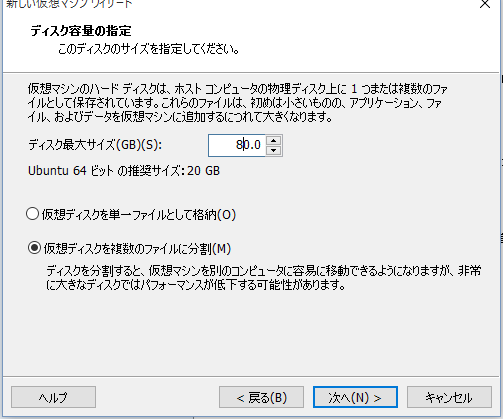 新しい仮想マシン ウィザード
ディスク容量の指定
このディスクのサイズを指定してください。
仮想マシンのハード ディスクは、ホスト コンピュータの物理ディスク上に 1 つまたは複数のファ
イルとして保存されています。これらのファイルは、初めは小さいものの、アプリケーション、ファ
イル、およびデータを仮想マシンに追加するにつれて大きくなります。
ディスク最大サイズ(GB)(S): 80.0
Ubuntu 64 ビット の推奨サイズ: 20 GB
仮想ディスクを単一ファイルとして格納(O)
仮想ディスクを複数のファイルに分割(M)
ディスクを分割すると、仮想マシンを別のコンピュータに容易に移動できるようになりますが、非常
に大きなディスクではパフォーマンスが低下する可能性があります。
ヘルプ < 戻る(B) 次へ(N) > キャンセル